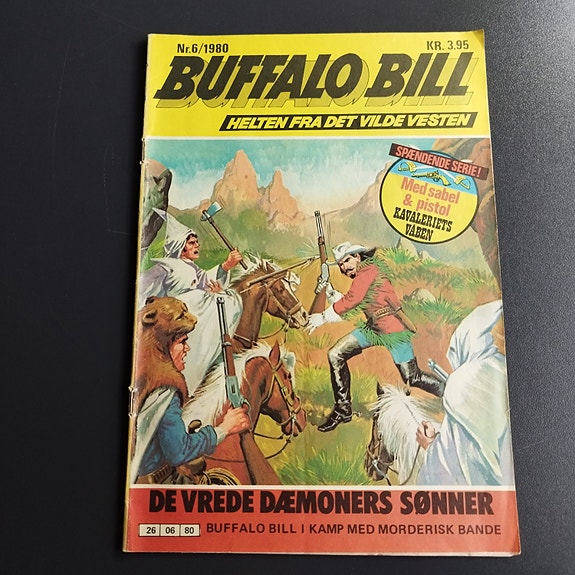 Nr.6/1980
KR. 3.95
BUFFALO BILL
HELTEN FRA DET VILDE VESTEN
SPÆNDENDE SERIE!
Med sabel
& pistol
KAVALERIETS
VÅBEN
DE VREDE DÆMONERS SØNNER
26 06 80
BUFFALO BILL I KAMP MED MORDERISK BANDE